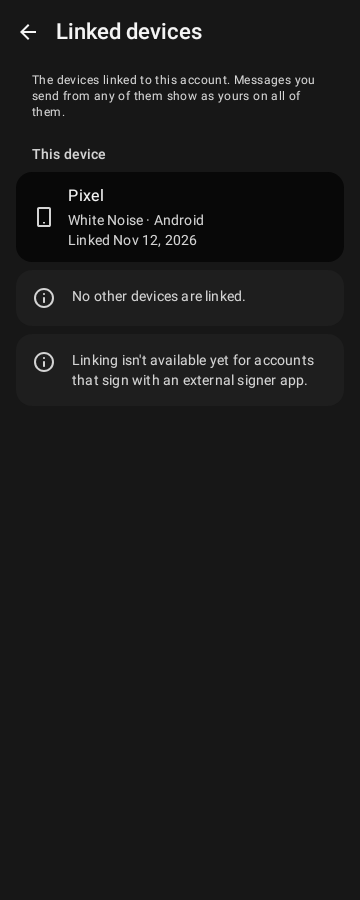 Linked devices
The devices linked to this account. Messages you
send from any of them show as yours on all of
them.
This device
Pixel
White Noise · Android
Linked Nov 12, 2026
No other devices are linked.
Linking isn't available yet for accounts
that sign with an external signer app.